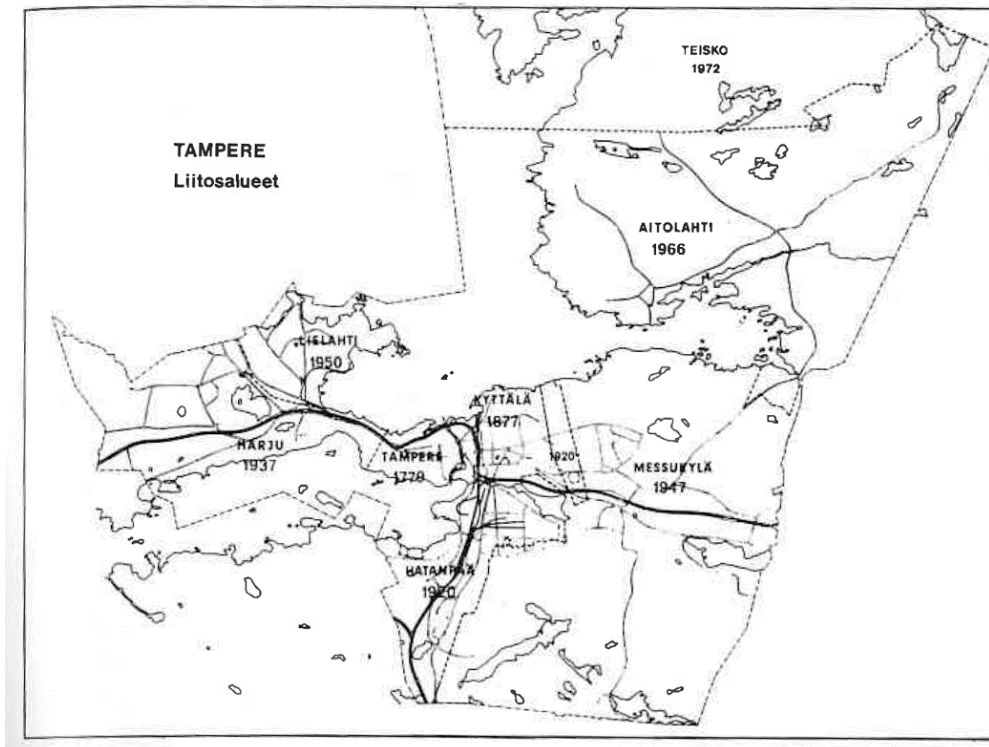 TEISKO
1972
TAMPERE
Liitosalueet
AITOLAHTI
1966
LIELAHTI
1950
KYTTÄLÄ
1877
HARJU
1937
TAMPERE
1779
1920
MESSUKYLÄ
1947
HATANPÄÄ
1920